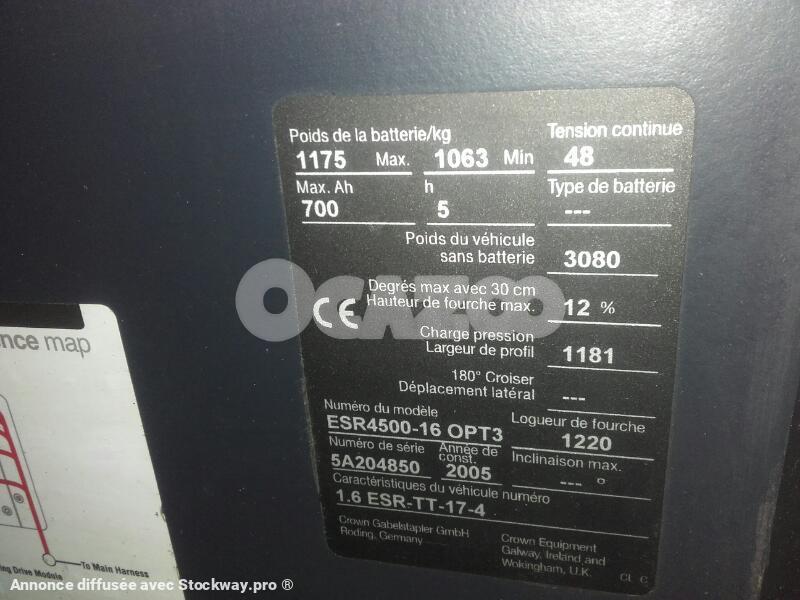 Poids de la batterie/kg Tension continue
1175 Max. 1063 Min 48
Max. Ah h Type de batterie
700 5 ---
Poids du véhicule
sans batterie 3080
Degrés max avec 30 cm
Hauteur de fourche max. 12 %
CE
OCAZOO
Charge pression
Largeur de profil 1181
180° Croiser
Déplacement latéral ---
Numéro du modèle Logueur de fourche
ESR4500-16 OPT3 1220
Numéro de série Année de const. Inclinaison max.
5A204850 2005 --- °
Caractéristiques du véhicule numéro
1.6 ESR-TT-17-4
Crown Gabelstapler GmbH
Roding, Germany
Crown Equipment
Galway, Ireland and
Wokingham, U.K.
CL C
nce map
To Main Harness
ing Drive Module
Annonce diffusée avec Stockway.pro ®